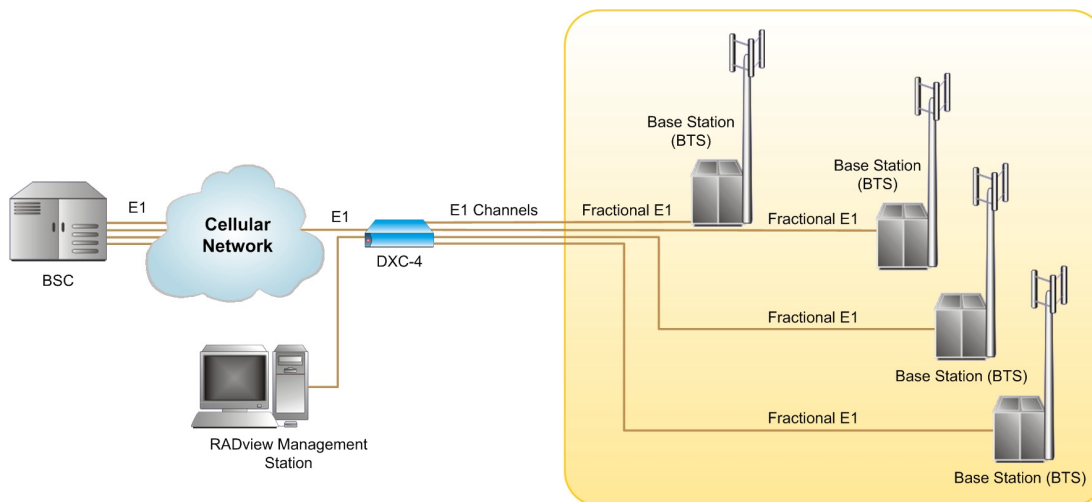 Base Station
(BTS)
Base Station
(BTS)
E1
Cellular
Network
E1
E1 Channels
Fractional E1
Fractional E1
BSC
DXC-4
Fractional E1
Base Station (BTS)
Fractional E1
RADview Management
Station
Base Station (BTS)